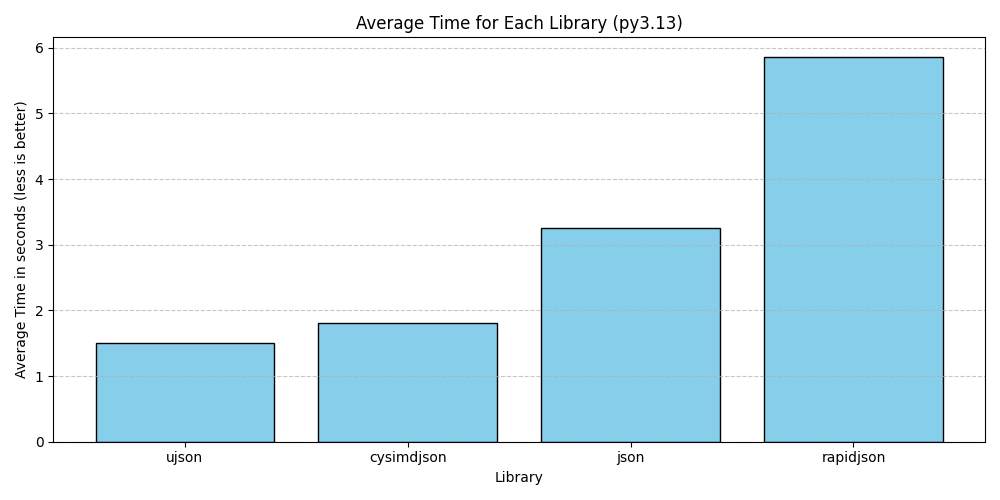 Average Time for Each Library (py3.13)
Average Time in seconds (less is better)
6
5
4
3
2
1
0
ujson
cysimdjson
json
rapidjson
Library